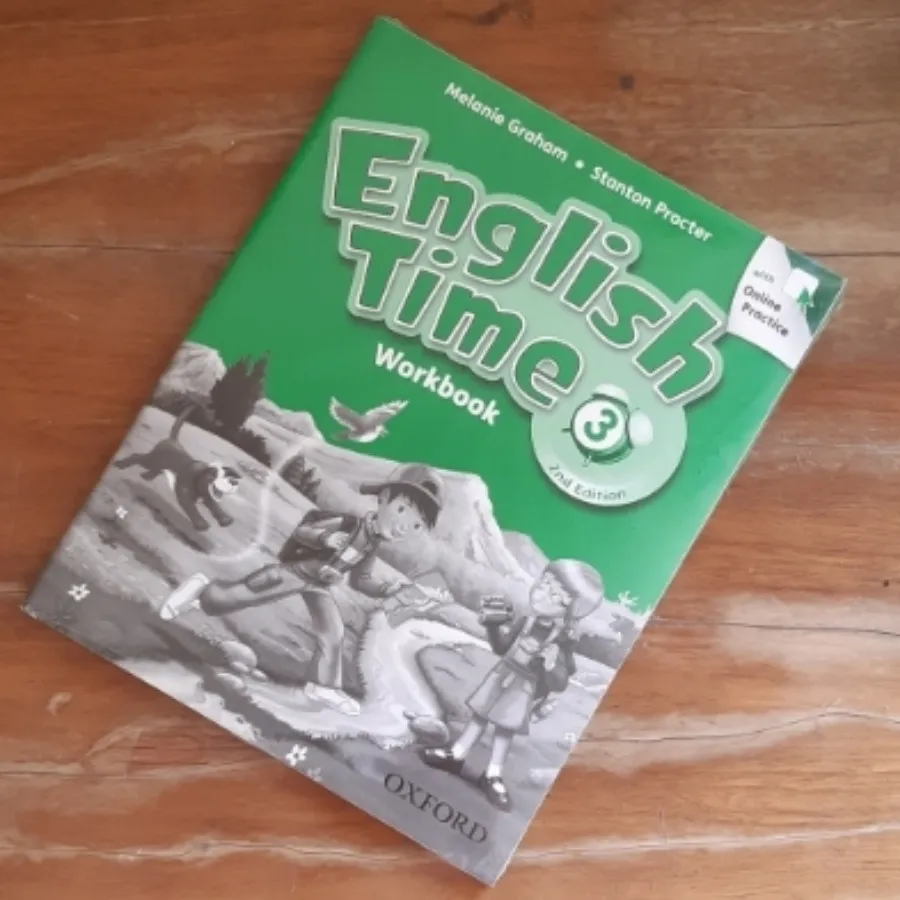 Melanie Graham • Stanton Procter
English
Time
Workbook
3
2nd Edition
with
Online
Practice
OXFORD